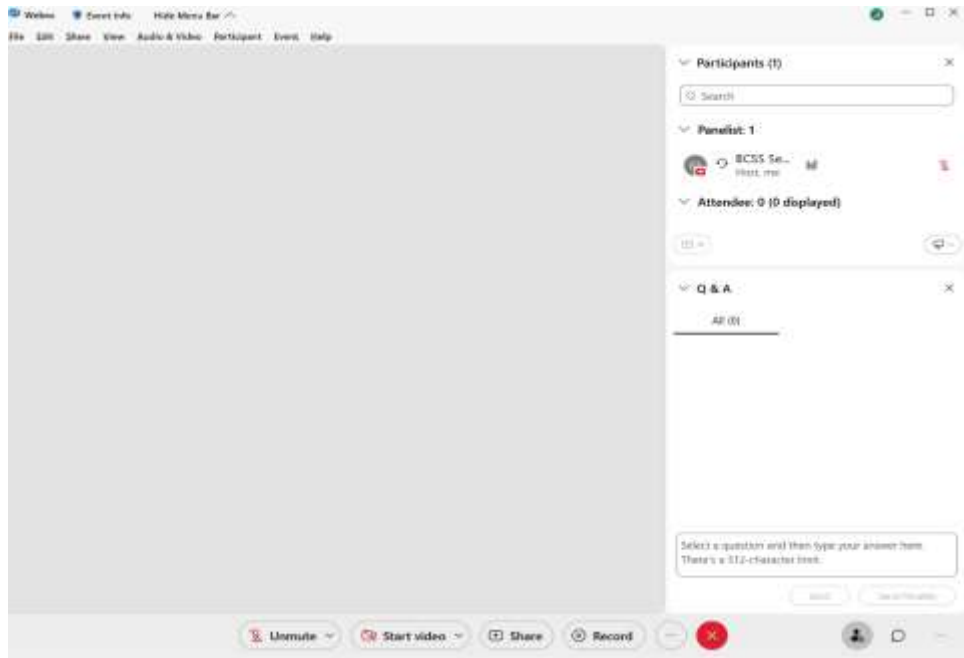 Webex Event Info Hide Menu Bar
File Edit Share View Audio & Video Participant Event Help
Participants (1)
Search
Panelist: 1
BCSS Se...
Host, me
Attendee: 0 (0 displayed)
Q & A
All (0)
Select a question and then type your answer here.
There's a 512-character limit.
Send
Unmute Start video Share Record